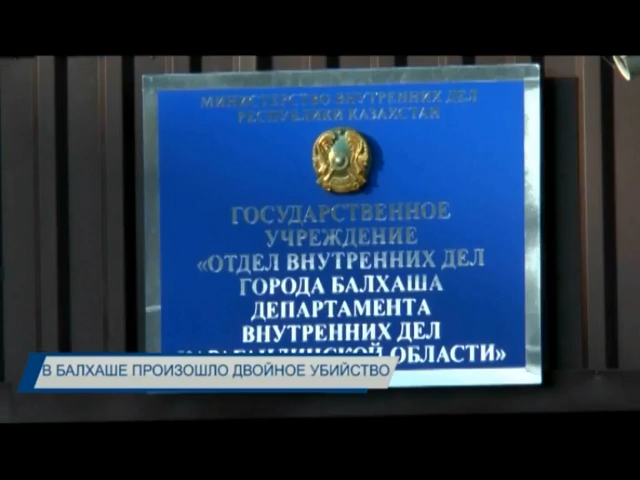 МИНИСТЕРСТВО ВНУТРЕННИХ ДЕЛ
РЕСПУБЛИКИ КАЗАХСТАН
ГОСУДАРСТВЕННОЕ
УЧРЕЖДЕНИЕ
«ОТДЕЛ ВНУТРЕННИХ ДЕЛ
ГОРОДА БАЛХАША
ДЕПАРТАМЕНТА
ВНУТРЕННИХ ДЕЛ
КАРАГАНДИНСКОЙ ОБЛАСТИ»
В БАЛХАШЕ ПРОИЗОШЛО ДВОЙНОЕ УБИЙСТВО